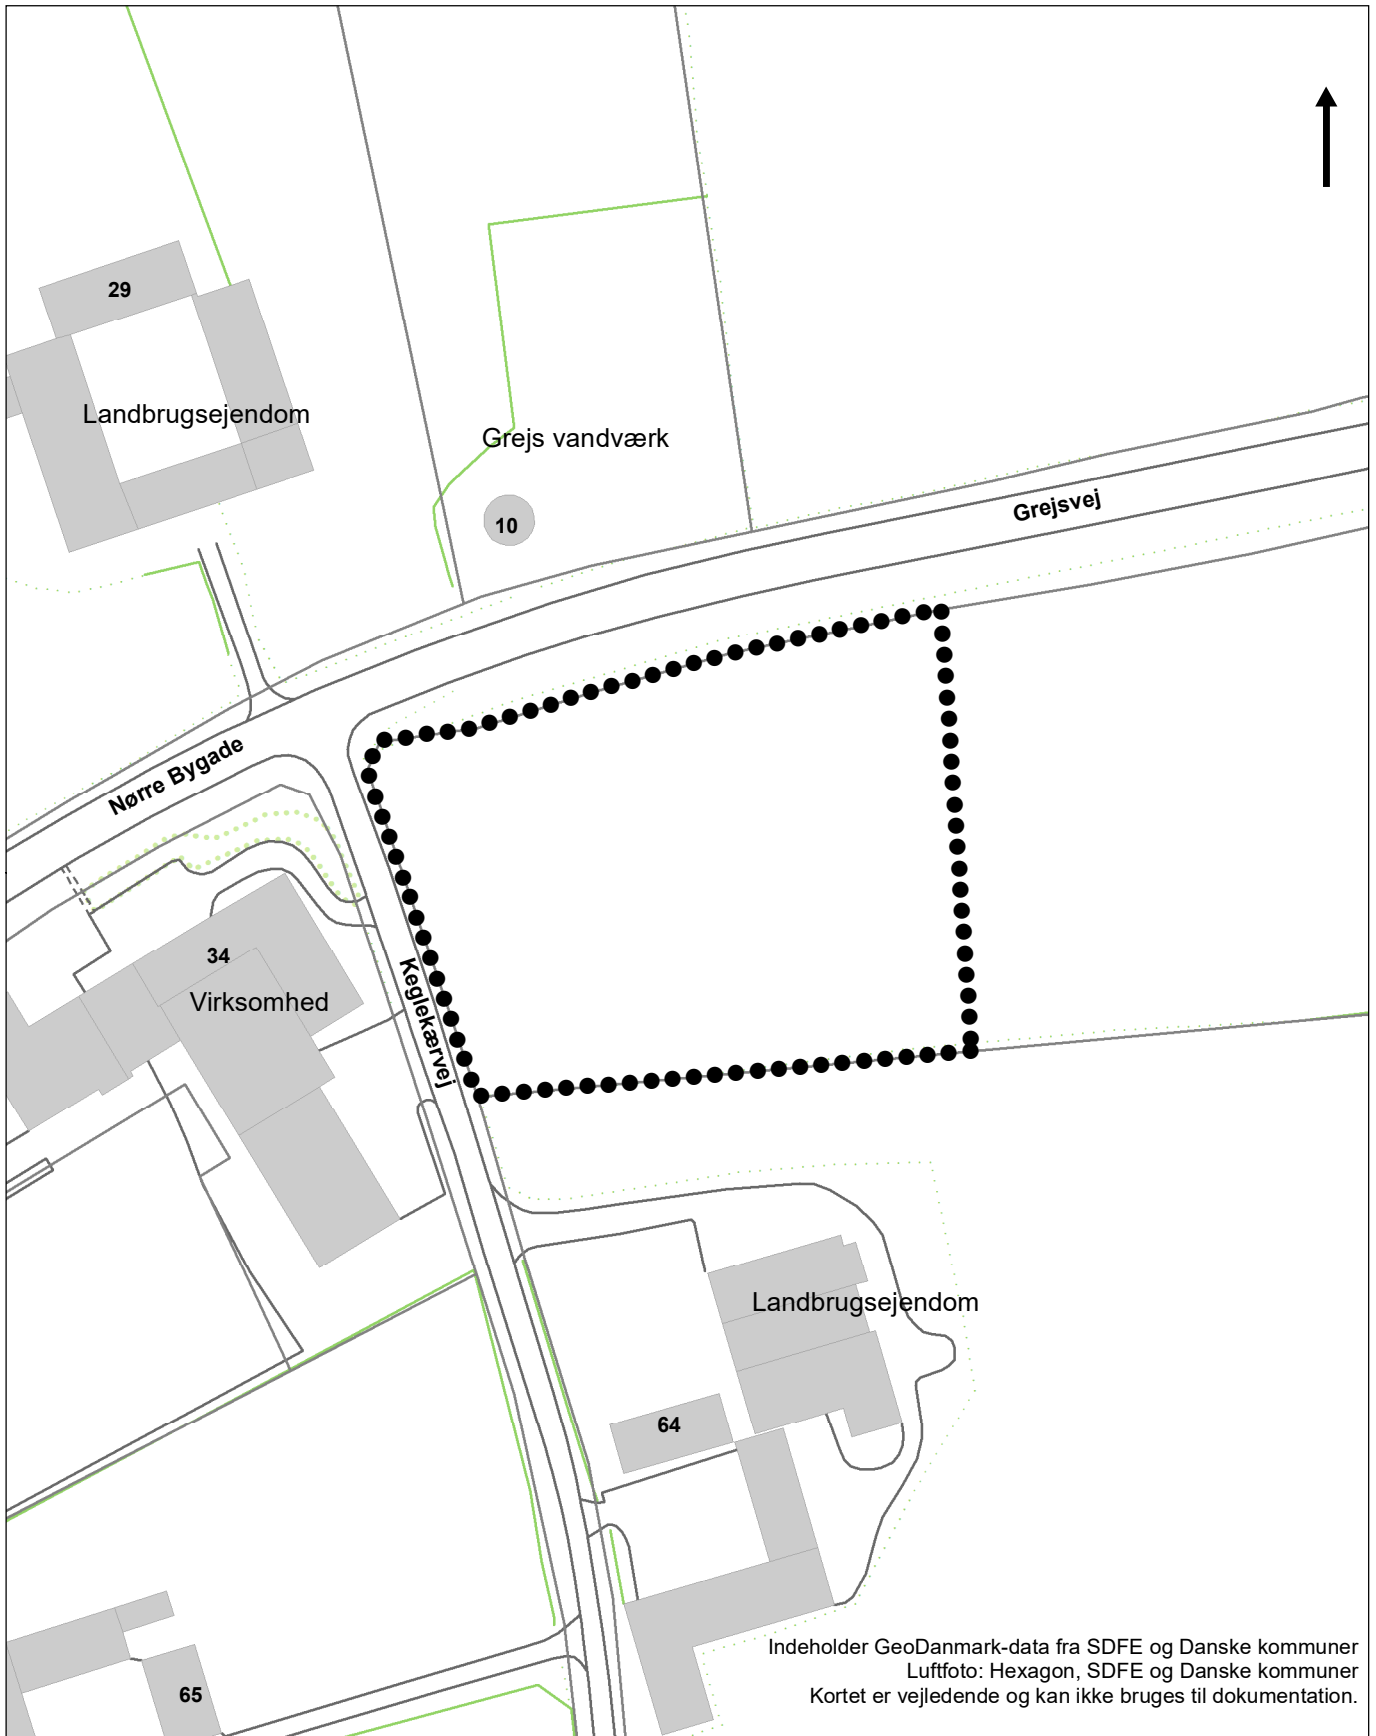 29
Landbrugsejendom
Grejs vandværk
10
Grejsvej
Nørre Bygade
34
Virksomhed
Keglekærvej
Landbrugsejendom
64
65
Indeholder GeoDanmark-data fra SDFE og Danske kommuner
Luftfoto: Hexagon, SDFE og Danske kommuner
Kortet er vejledende og kan ikke bruges til dokumentation.